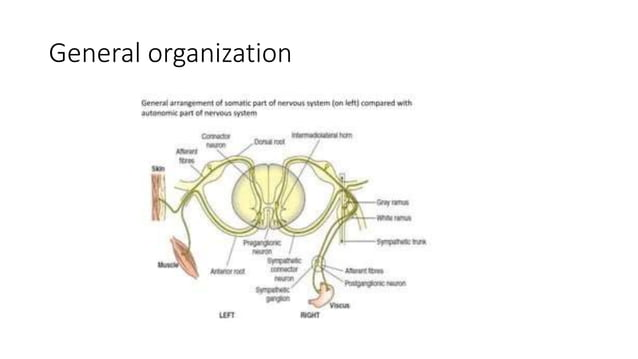 General organization
General arrangement of somatic part of nervous system (on left) compared with
autonomic part of nervous system
Connector
neuron
Dorsal root
Intermediolateral horn
Afferent
fibres
Skin
Gray ramus
White ramus
Sympathetic trunk
Preganglionic
neuron
Muscle
Anterior root
Sympathetic
connector
neuron
Afferent fibres
Postganglionic neuron
Sympathetic
ganglion
Viscus
LEFT
RIGHT